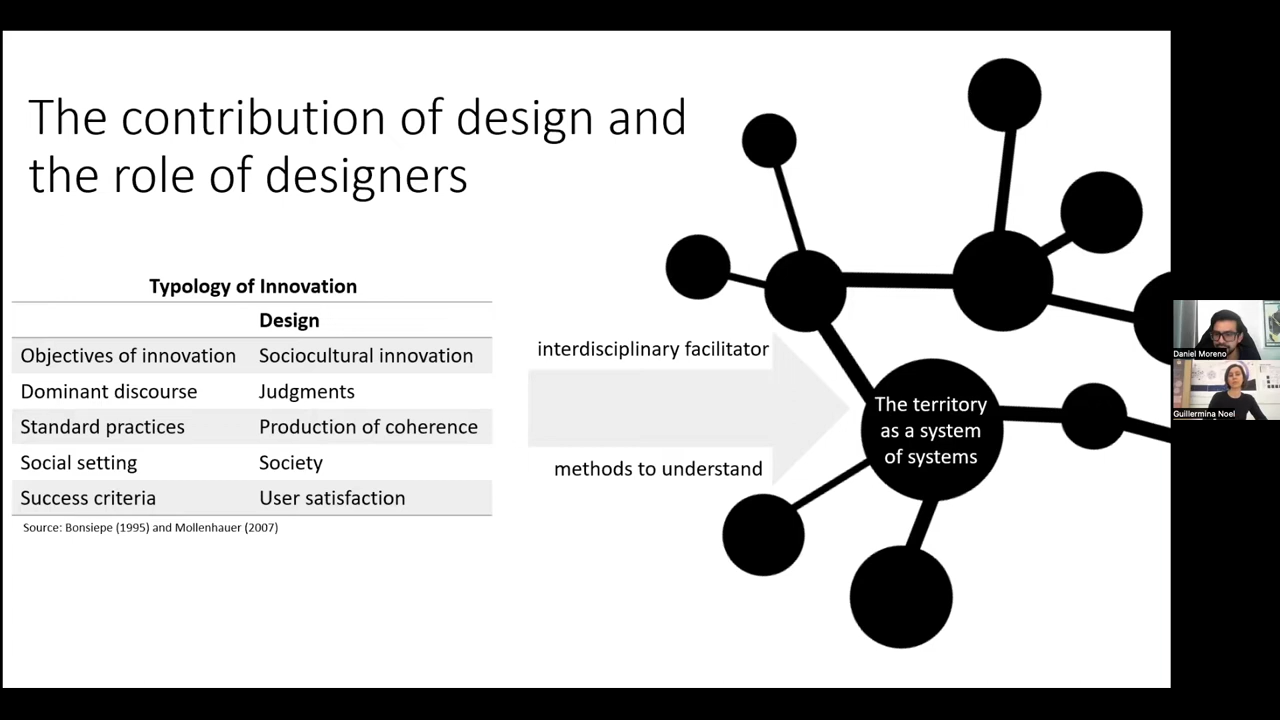 The contribution of design and
the role of designers
Typology of Innovation
Design
Objectives of innovation Sociocultural innovation
Dominant discourse Judgments
Standard practices Production of coherence
Social setting Society
Success criteria User satisfaction
Source: Bonsiepe (1995) and Mollenhauer (2007)
interdisciplinary facilitator
methods to understand
The territory
as a system
of systems
Daniel Moreno
Guillermina Noel